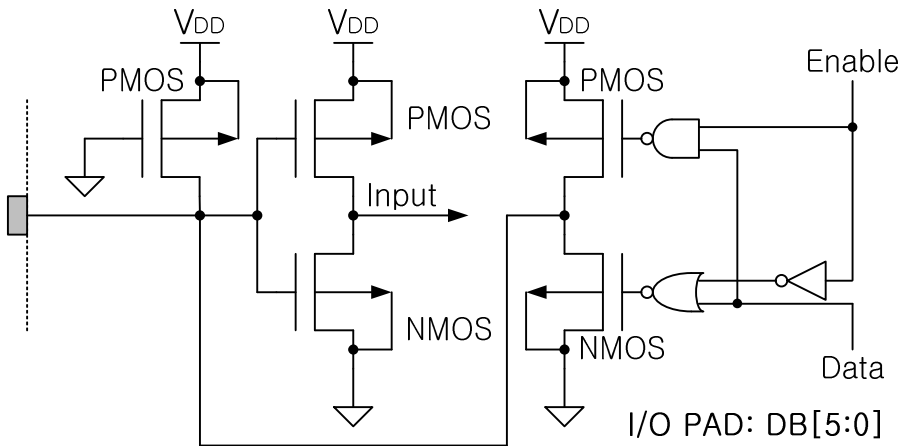 VDD
VDD
VDD
PMOS
PMOS
PMOS
Enable
Input
NMOS
NMOS
Data
I/O PAD: DB[5:0]